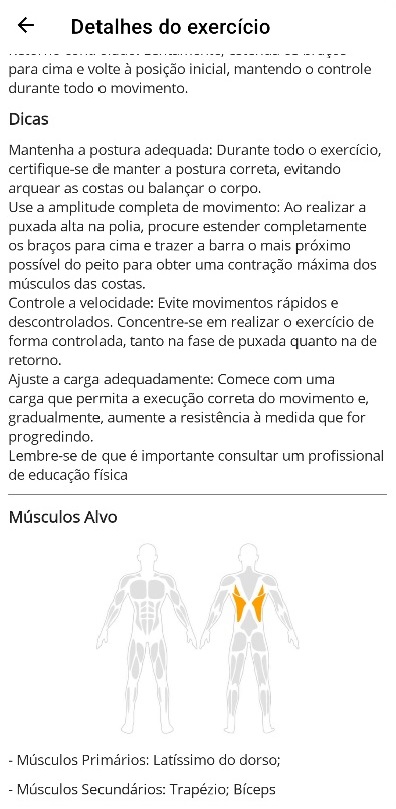 Detalhes do exercício
para cima e volte à posição inicial, mantendo o controle
durante todo o movimento.
Dicas
Mantenha a postura adequada: Durante todo o exercício,
certifique-se de manter a postura correta, evitando
arquear as costas ou balançar o corpo.
Use a amplitude completa de movimento: Ao realizar a
puxada alta na polia, procure estender completamente
os braços para cima e trazer a barra o mais próximo
possível do peito para obter uma contração máxima dos
músculos das costas.
Controle a velocidade: Evite movimentos rápidos e
descontrolados. Concentre-se em realizar o exercício de
forma controlada, tanto na fase de puxada quanto na de
retorno.
Ajuste a carga adequadamente: Comece com uma
carga que permita a execução correta do movimento e,
gradualmente, aumente a resistência à medida que for
progredindo.
Lembre-se de que é importante consultar um profissional
de educação física
Músculos Alvo
- Músculos Primários: Latíssimo do dorso;
- Músculos Secundários: Trapézio; Bíceps